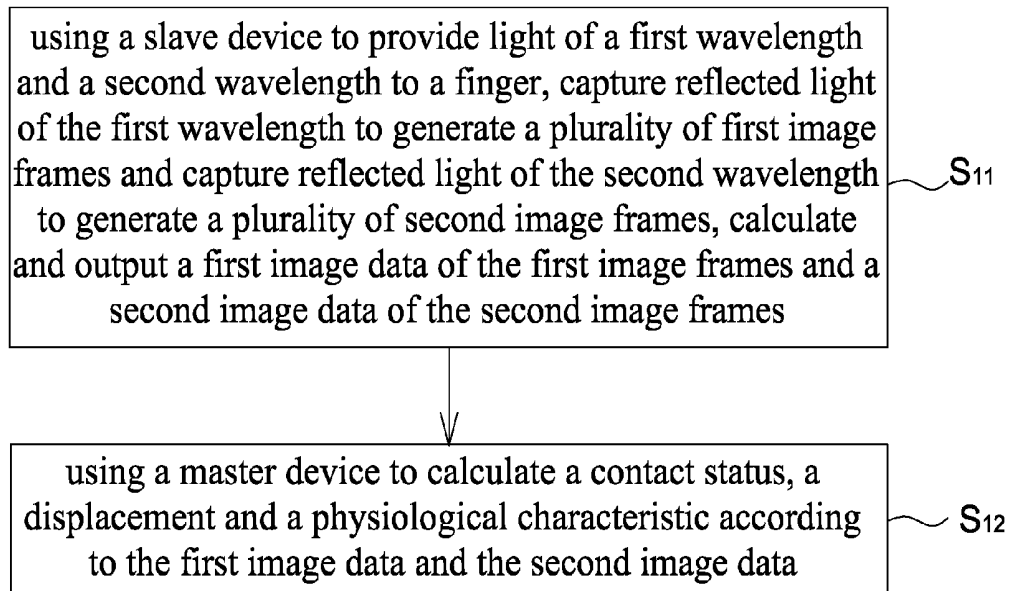 using a slave device to provide light of a first wavelength
and a second wavelength to a finger, capture reflected light
of the first wavelength to generate a plurality of first image
frames and capture reflected light of the second wavelength
to generate a plurality of second image frames, calculate
and output a first image data of the first image frames and a
second image data of the second image frames
S11
using a master device to calculate a contact status, a
displacement and a physiological characteristic according
to the first image data and the second image data
S12